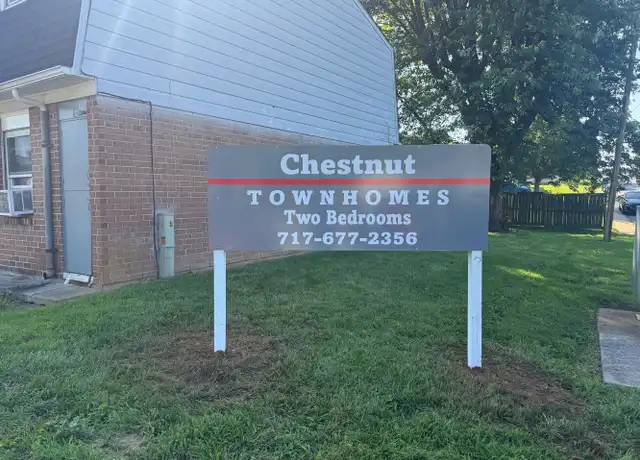 Chestnut
TOWNHOMES
Two Bedrooms
717-677-2356